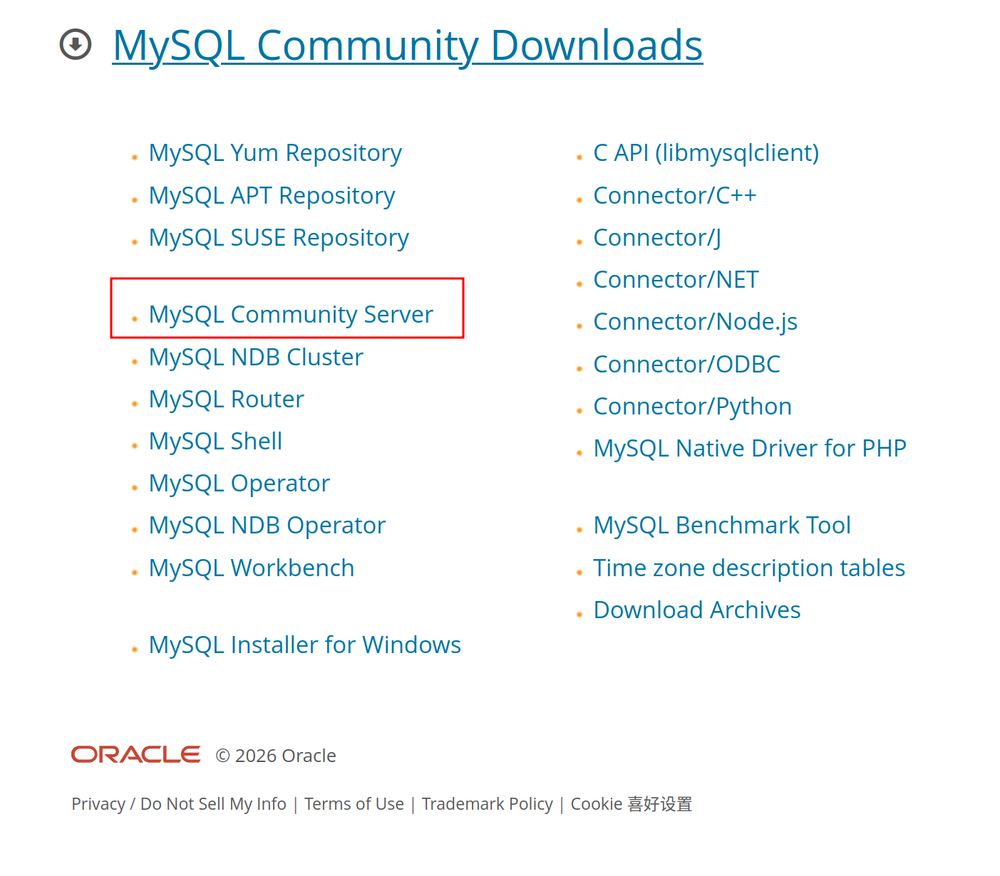 MySQL Community Downloads
MySQL Yum Repository
MySQL APT Repository
MySQL SUSE Repository
MySQL Community Server
MySQL NDB Cluster
MySQL Router
MySQL Shell
MySQL Operator
MySQL NDB Operator
MySQL Workbench
MySQL Installer for Windows
C API (libmysqlclient)
Connector/C++
Connector/J
Connector/NET
Connector/Node.js
Connector/ODBC
Connector/Python
MySQL Native Driver for PHP
MySQL Benchmark Tool
Time zone description tables
Download Archives
ORACLE © 2026 Oracle
Privacy / Do Not Sell My Info | Terms of Use | Trademark Policy | Cookie 喜好设置